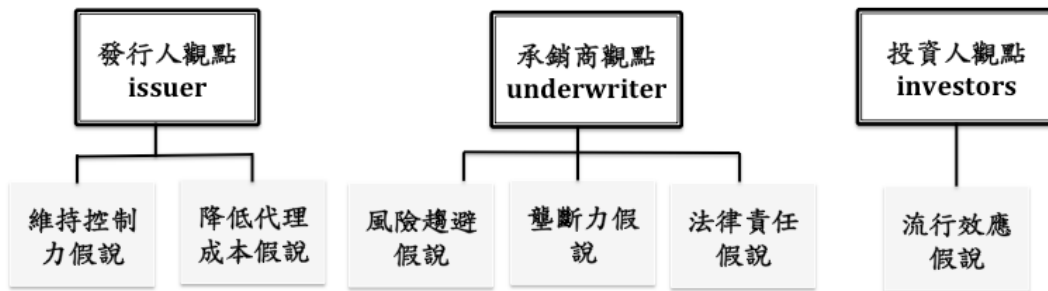 發行人觀點
issuer
承銷商觀點
underwriter
投資人觀點
investors
維持控制
力假說
降低代理
成本假說
風險趨避
假說
壟斷力假
說
法律責任
假說
流行效應
假說